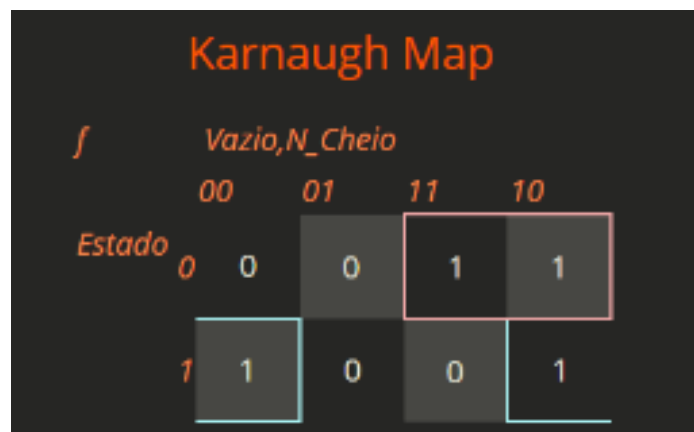 Karnaugh Map
f Vazio,N_Cheio
00 01 11 10
Estado 0 0 0 1 1
1 1 0 0 1